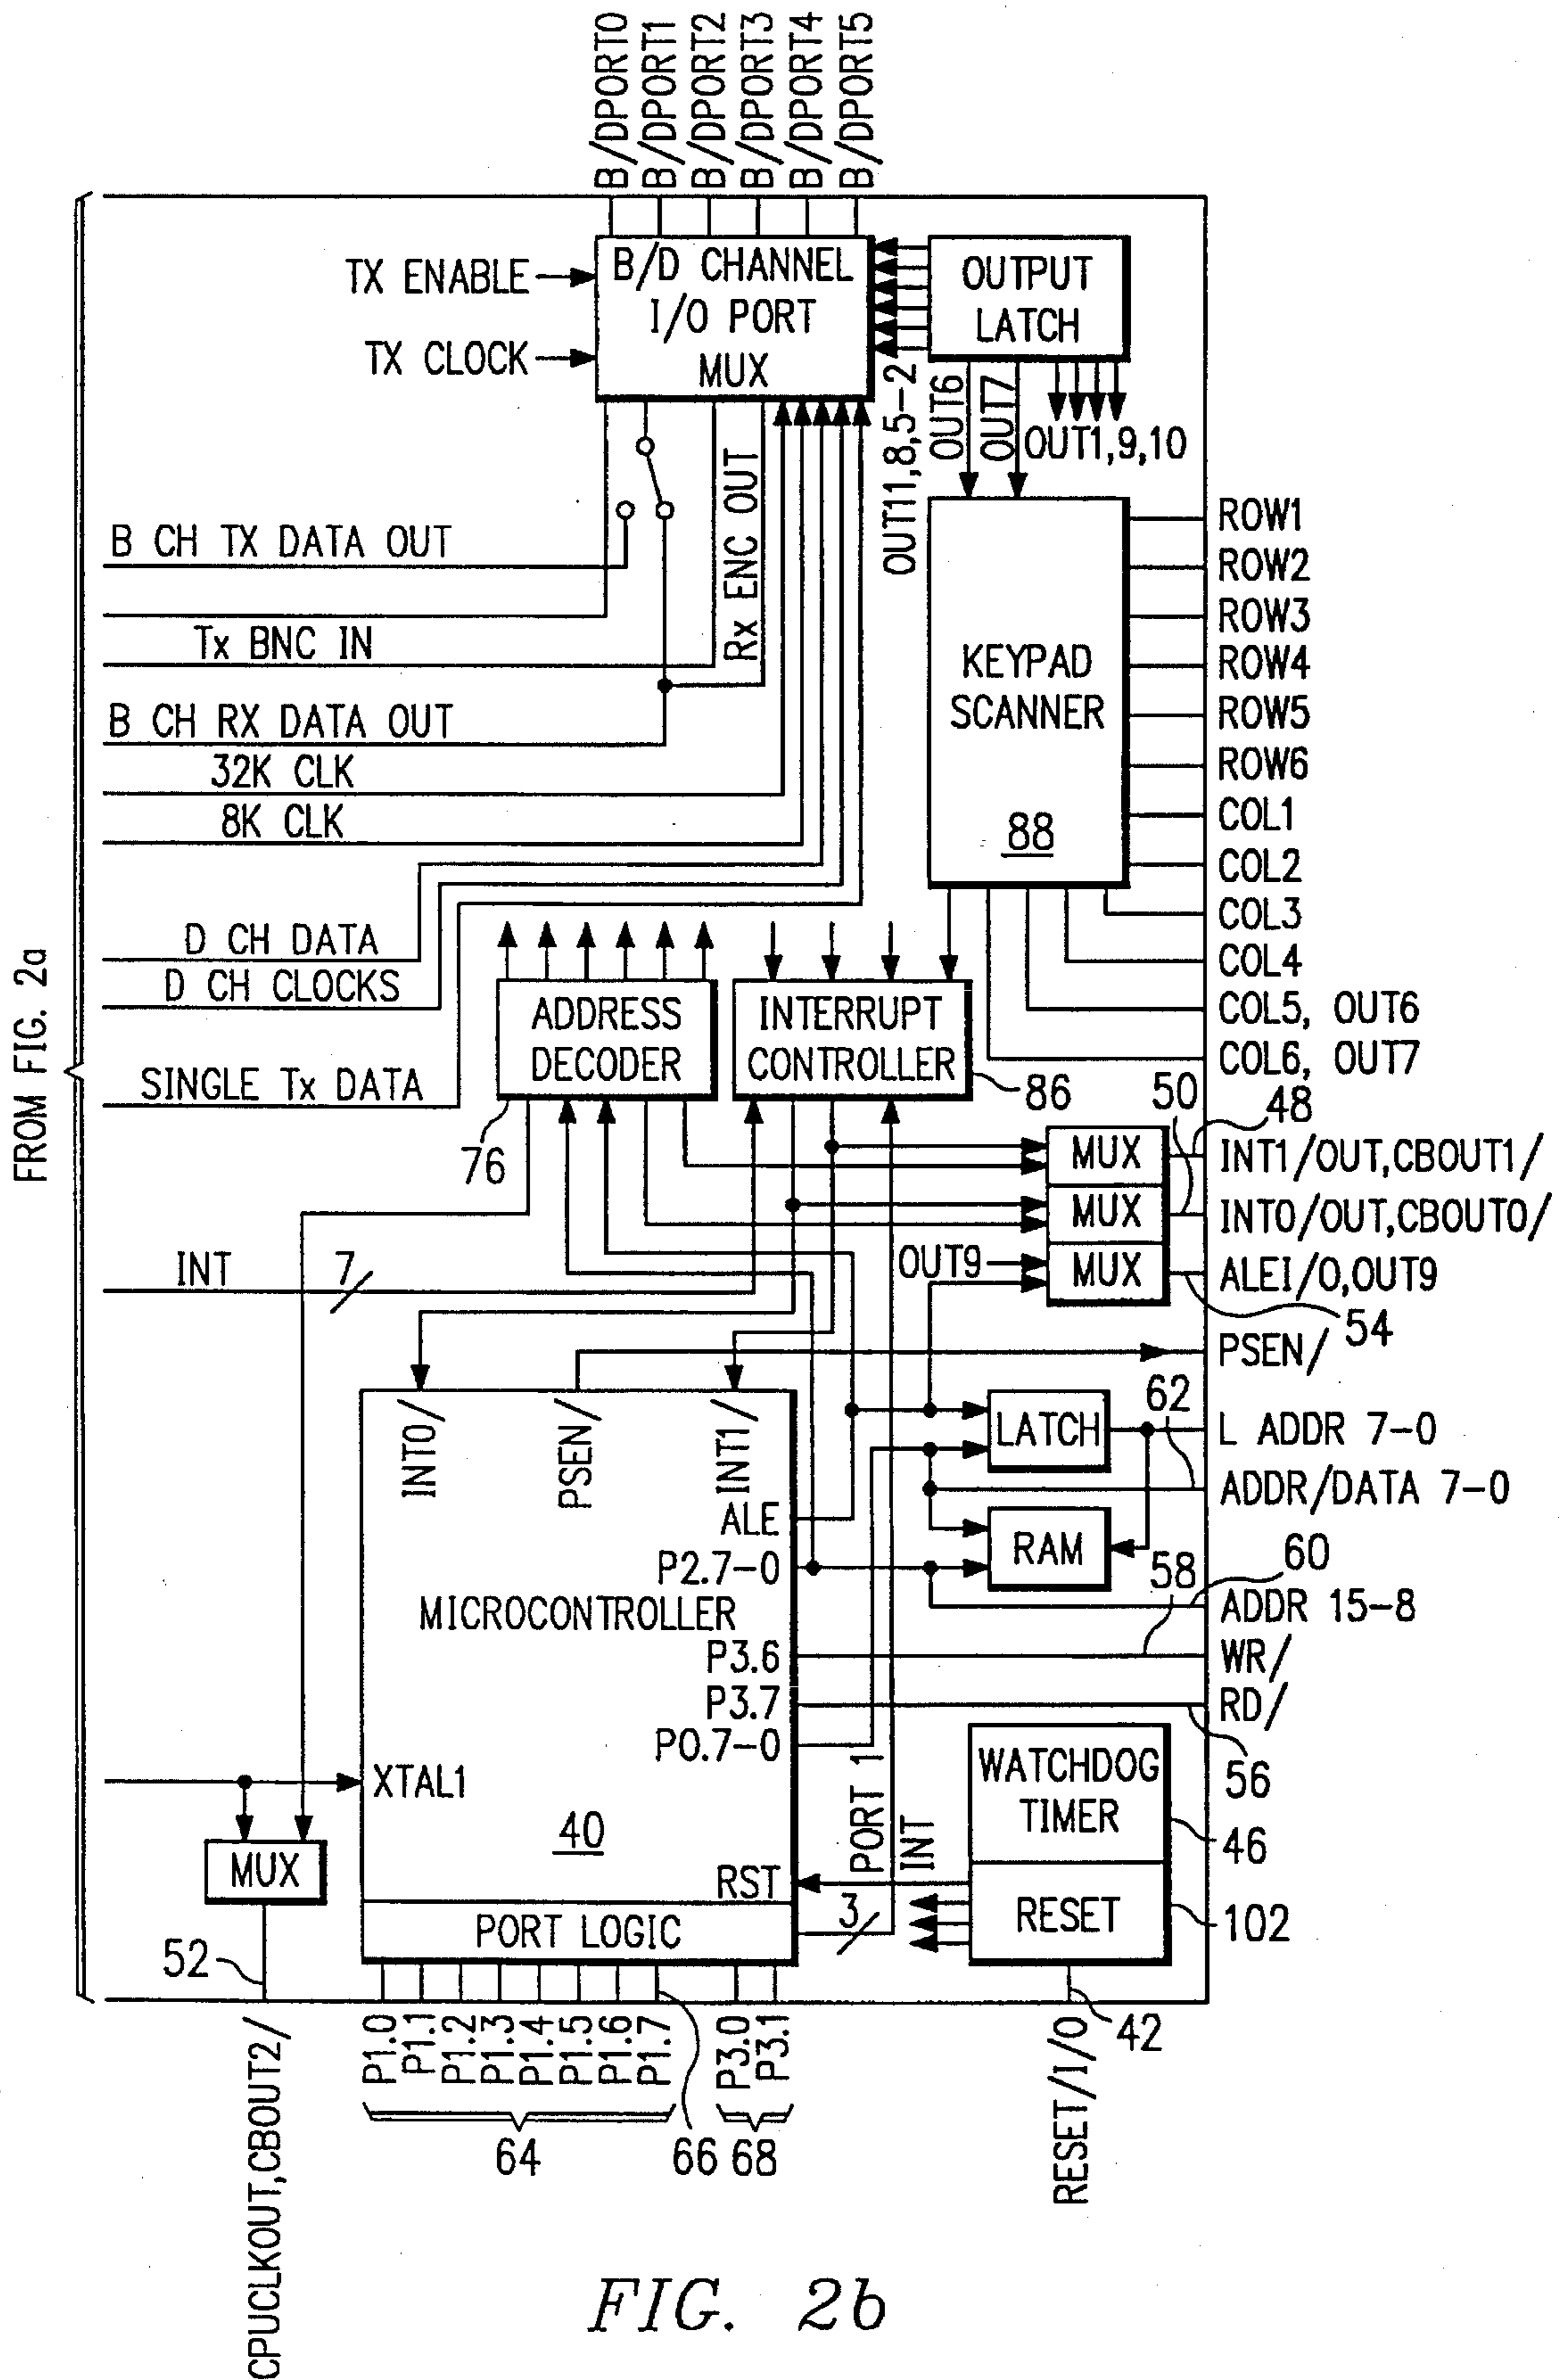 B/DPORT0
B/DPORT1
B/DPORT2
B/DPORT3
B/DPORT4
B/DPORT5
TX ENABLE
TX CLOCK
B/D CHANNEL
I/O PORT
MUX
OUTPUT
LATCH
OUT11,8,5-2
OUT6
OUT7
OUT1,9,10
B CH TX DATA OUT
Tx BNC IN
Rx ENC OUT
B CH RX DATA OUT
32K CLK
8K CLK
D CH DATA
D CH CLOCKS
SINGLE Tx DATA
FROM FIG. 2a
KEYPAD
SCANNER
88
ROW1
ROW2
ROW3
ROW4
ROW5
ROW6
COL1
COL2
COL3
COL4
COL5, OUT6
COL6, OUT7
ADDRESS
DECODER
76
INTERRUPT
CONTROLLER
86
50
48
MUX
INT1/OUT,CBOUT1/
MUX
INT0/OUT,CBOUT0/
OUT9
MUX
ALEI/O,OUT9
54
INT
7
PSEN/
62
INT0/
PSEN/
INT1/
LATCH
L ADDR 7-0
ADDR/DATA 7-0
ALE
RAM
P2.7-0
58
60
MICROCONTROLLER
ADDR 15-8
P3.6
WR/
P3.7
RD/
P0.7-0
56
XTAL1
40
PORT 1
INT
WATCHDOG
TIMER
46
MUX
RST
RESET
102
PORT LOGIC
3
52
42
P1.0
P1.1
P1.2
P1.3
P1.4
P1.5
P1.6
P1.7
P3.0
P3.1
64
66
68
RESET/I/O
CPUCLKOUT,CBOUT2/
FIG. 2b